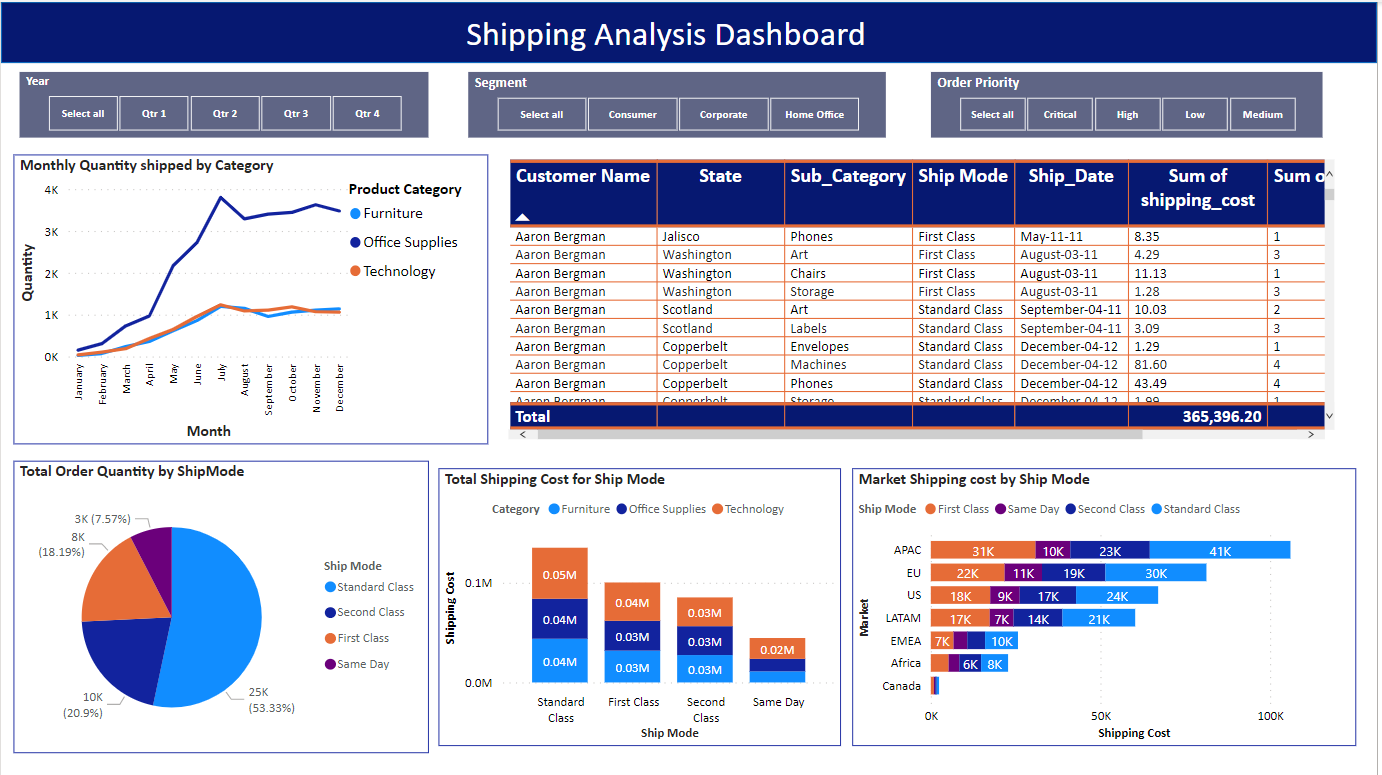 Shipping Analysis Dashboard
Year
Select all Qtr 1 Qtr 2 Qtr 3 Qtr 4
Segment
Select all Consumer Corporate Home Office
Order Priority
Select all Critical High Low Medium
Monthly Quantity shipped by Category
Product Category
Furniture
Office Supplies
Technology
4K
3K
2K
1K
0K
Quantity
January February March April May June July August September October November December
Month
Customer Name State Sub_Category Ship Mode Ship_Date Sum of shipping_cost Sum o
Aaron Bergman Jalisco Phones First Class May-11-11 8.35 1
Aaron Bergman Washington Art First Class August-03-11 4.29 3
Aaron Bergman Washington Chairs First Class August-03-11 11.13 1
Aaron Bergman Washington Storage First Class August-03-11 1.28 3
Aaron Bergman Scotland Art Standard Class September-04-11 10.03 2
Aaron Bergman Scotland Labels Standard Class September-04-11 3.09 3
Aaron Bergman Copperbelt Envelopes Standard Class December-04-12 1.29 1
Aaron Bergman Copperbelt Machines Standard Class December-04-12 81.60 4
Aaron Bergman Copperbelt Phones Standard Class December-04-12 43.49 4
Aaron Bergman Copperbelt Storage Standard Class December-04-12 1.99 1
Total 365,396.20
Total Order Quantity by ShipMode
3K (7.57%)
8K
(18.19%)
10K
(20.9%)
25K
(53.33%)
Ship Mode
Standard Class
Second Class
First Class
Same Day
Total Shipping Cost for Ship Mode
Category Furniture Office Supplies Technology
Shipping Cost
0.1M
0.0M
0.05M 0.04M 0.04M
0.04M 0.03M 0.03M
0.03M 0.03M 0.03M
0.02M
Standard Class
First Class
Second Class
Same Day
Ship Mode
Market Shipping cost by Ship Mode
Ship Mode First Class Same Day Second Class Standard Class
Market
APAC 31K 10K 23K 41K
EU 22K 11K 19K 30K
US 18K 9K 17K 24K
LATAM 17K 7K 14K 21K
EMEA 7K 10K
Africa 6K 8K
Canada
0K 50K 100K
Shipping Cost